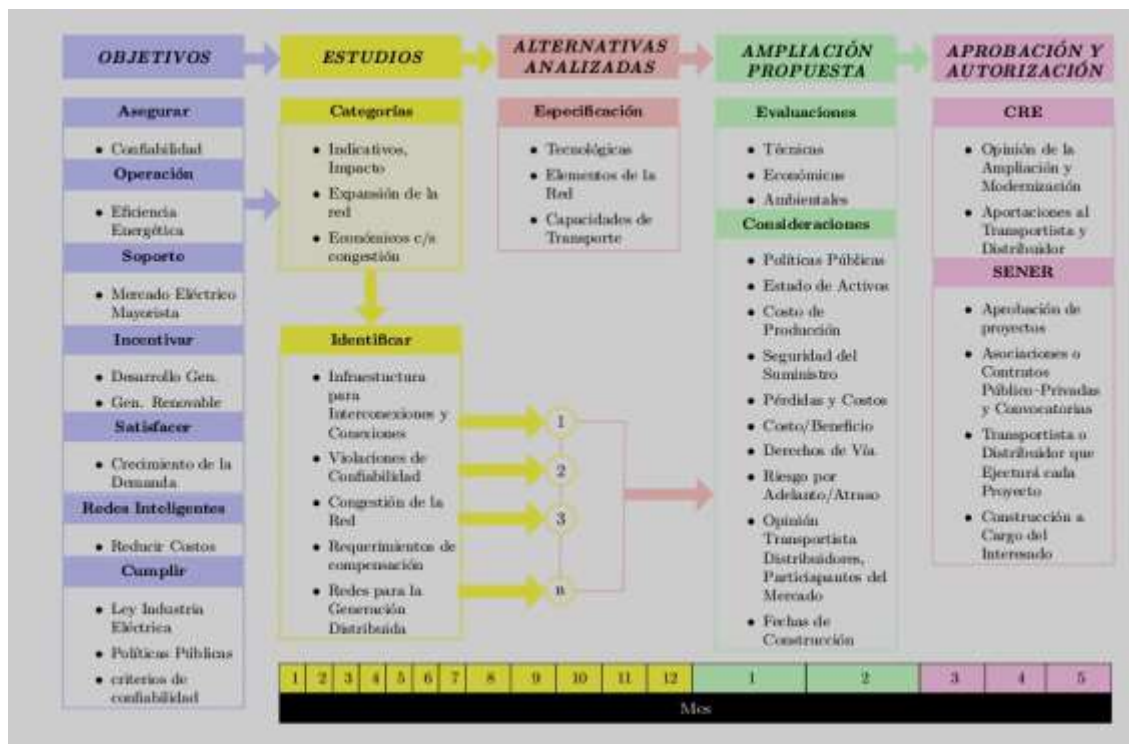 OBJETIVOS
ESTUDIOS
ALTERNATIVAS
ANALIZADAS
AMPLIACIÓN
PROPUESTA
APROBACIÓN Y
AUTORIZACIÓN
Asegurar
• Confiabilidad
Operación
• Eficiencia
Energética
Soporto
• Mercado Eléctrico
Mayorista
Incentivar
• Desarrollo Gen.
• Gen. Renovable
Satisfacer
• Crecimiento de la
Demanda
Redes Inteligentes
• Reducir Costos
Cumplir
• Ley Industria
Eléctrica
• Políticas Públicas
• criterios de
confiabilidad
Categorías
• Indicativos,
Impacto
• Expansión de la
red
• Económicos c/s
congestión
Identificar
• Infraestuctura
para
Interconexiones y
Conexiones
• Violaciones de
Confiabilidad
• Congestión de la
Red
• Requerimientos de
compensación
• Redes para la
Generación
Distribuida
Especificación
• Tecnológicas
• Elementos de la
Red
• Capacidades de
Transporte
1
2
3
n
Evaluaciones
• Técnicas
• Económicas
• Ambientales
Consideraciones
• Políticas Públicas
• Estado de Activos
• Costo de
Producción
• Seguridad del
Suministro
• Pérdidas y Costos
• Costo/Beneficio
• Derechos de Vía
• Riesgo por
Adelanto/Atraso
• Opinión
Transportista
Distribuidores,
Particiapantes del
Mercado
• Fechas de
Construcción
CRE
• Opinión de la
Ampliación y
Modernización
• Aportaciones al
Transportista y
Distribuidor
SENER
• Aprobación de
proyectos
• Asociaciones o
Contratos
Público-Privadas
y Convocatorias
• Transportista o
Distribuidor que
Ejecturá cada
Proyecto
• Construcción a
Cargo del
Interesado
1 2 3 4 5 6 7 8 9 10 11 12 1 2 3 4 5
Mes